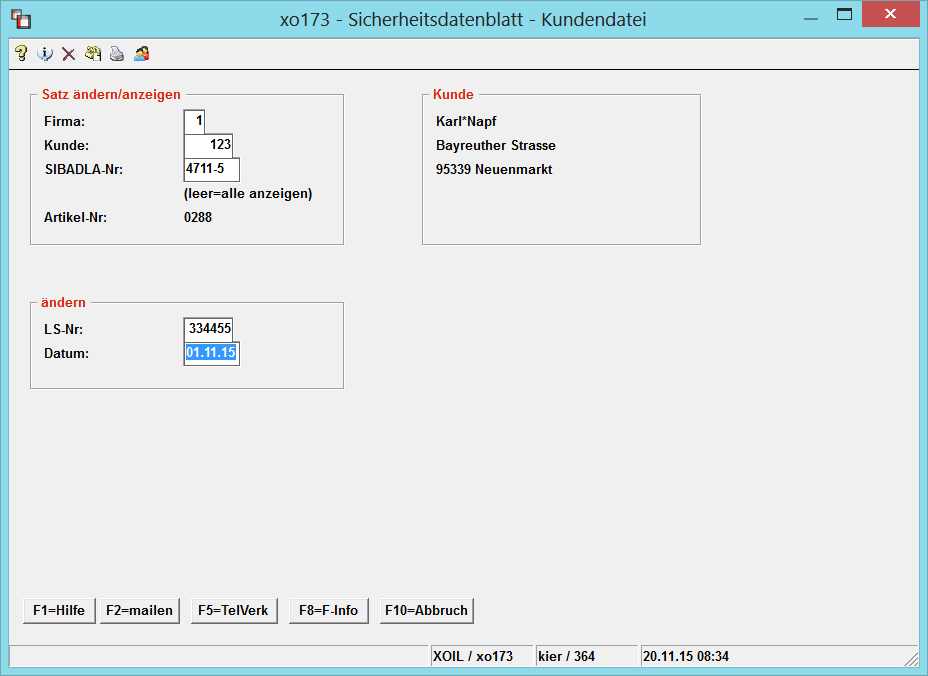 xo173 - Sicherheitsdatenblatt - Kundendatei
Satz ändern/anzeigen
Firma: 1
Kunde: 123
SIBADLA-Nr: 4711-5
(leer=alle anzeigen)
Artikel-Nr: 0288
Kunde
Karl*Napf
Bayreuther Strasse
95339 Neuenmarkt
ändern
LS-Nr: 334455
Datum: 01.11.15
F1=Hilfe F2=mailen F5=TelVerk F8=F-Info F10=Abbruch
XOIL / xo173 kier / 364 20.11.15 08:34